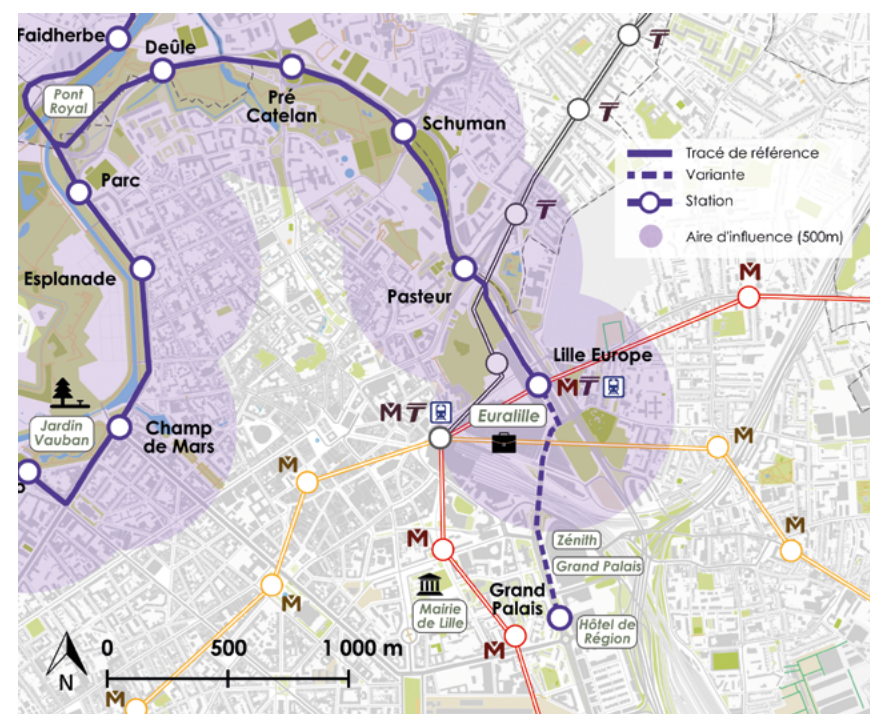 Faidherbe
Deûle
Pont
Royal
Pré
Catelan
Schuman
T
T
Tracé de référence
Variante
Station
Aire d'influence (500m)
Parc
T
Esplanade
Pasteur
M
Lille Europe
M T
Jardin
Vauban
Champ
de Mars
M T
Euralille
M
M
M
M
Zénith
Grand Palais
Mairie
de Lille
Grand
Palais
Hôtel de
Région
M
M
0 500 1 000 m
N
M